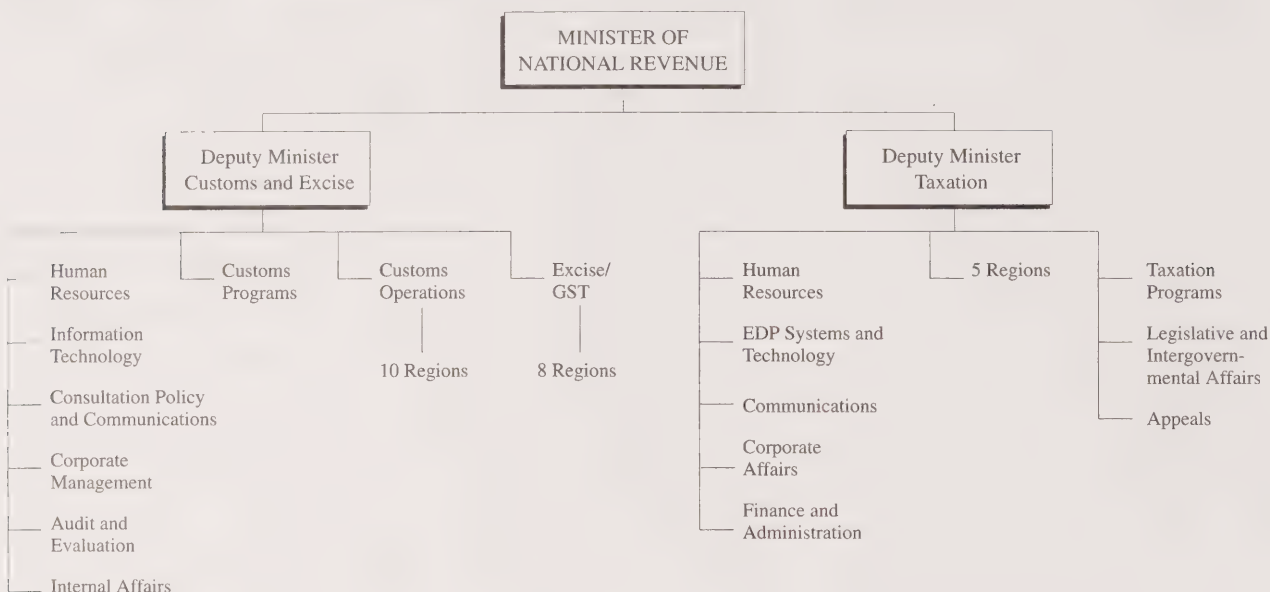 MINISTER OF
NATIONAL REVENUE
Deputy Minister
Customs and Excise
Deputy Minister
Taxation
Human
Resources
Information
Technology
Consultation Policy
and Communications
Corporate
Management
Audit and
Evaluation
Internal Affairs
Customs
Programs
Customs
Operations
10 Regions
Excise/
GST
8 Regions
Human
Resources
EDP Systems and
Technology
Communications
Corporate
Affairs
Finance and
Administration
5 Regions
Taxation
Programs
Legislative and
Intergovern-
mental Affairs
Appeals